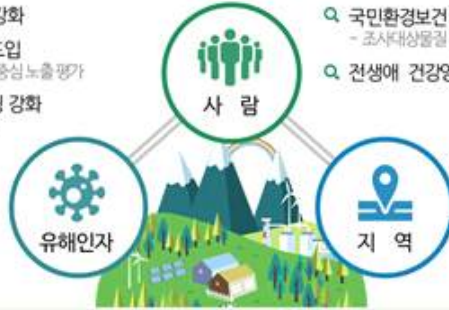 강화
국민환경보건
- 조사대상물질
도입
중심 노출평가
전생애 건강영
강화
사 람
유해인자
지 역